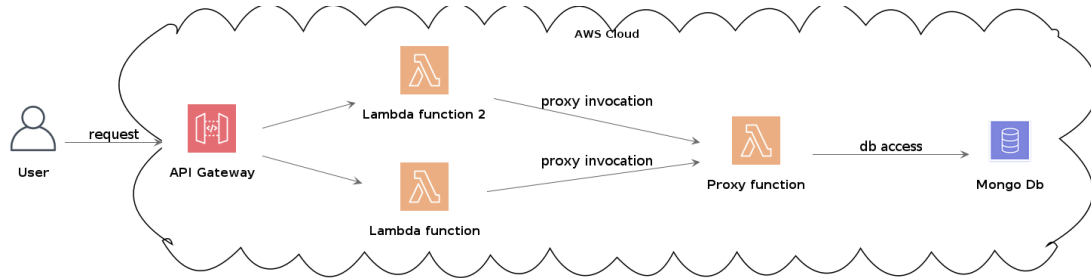 AWS Cloud
Lambda function 2
proxy invocation
request
User
API Gateway
proxy invocation
Lambda function
Proxy function
db access
Mongo Db